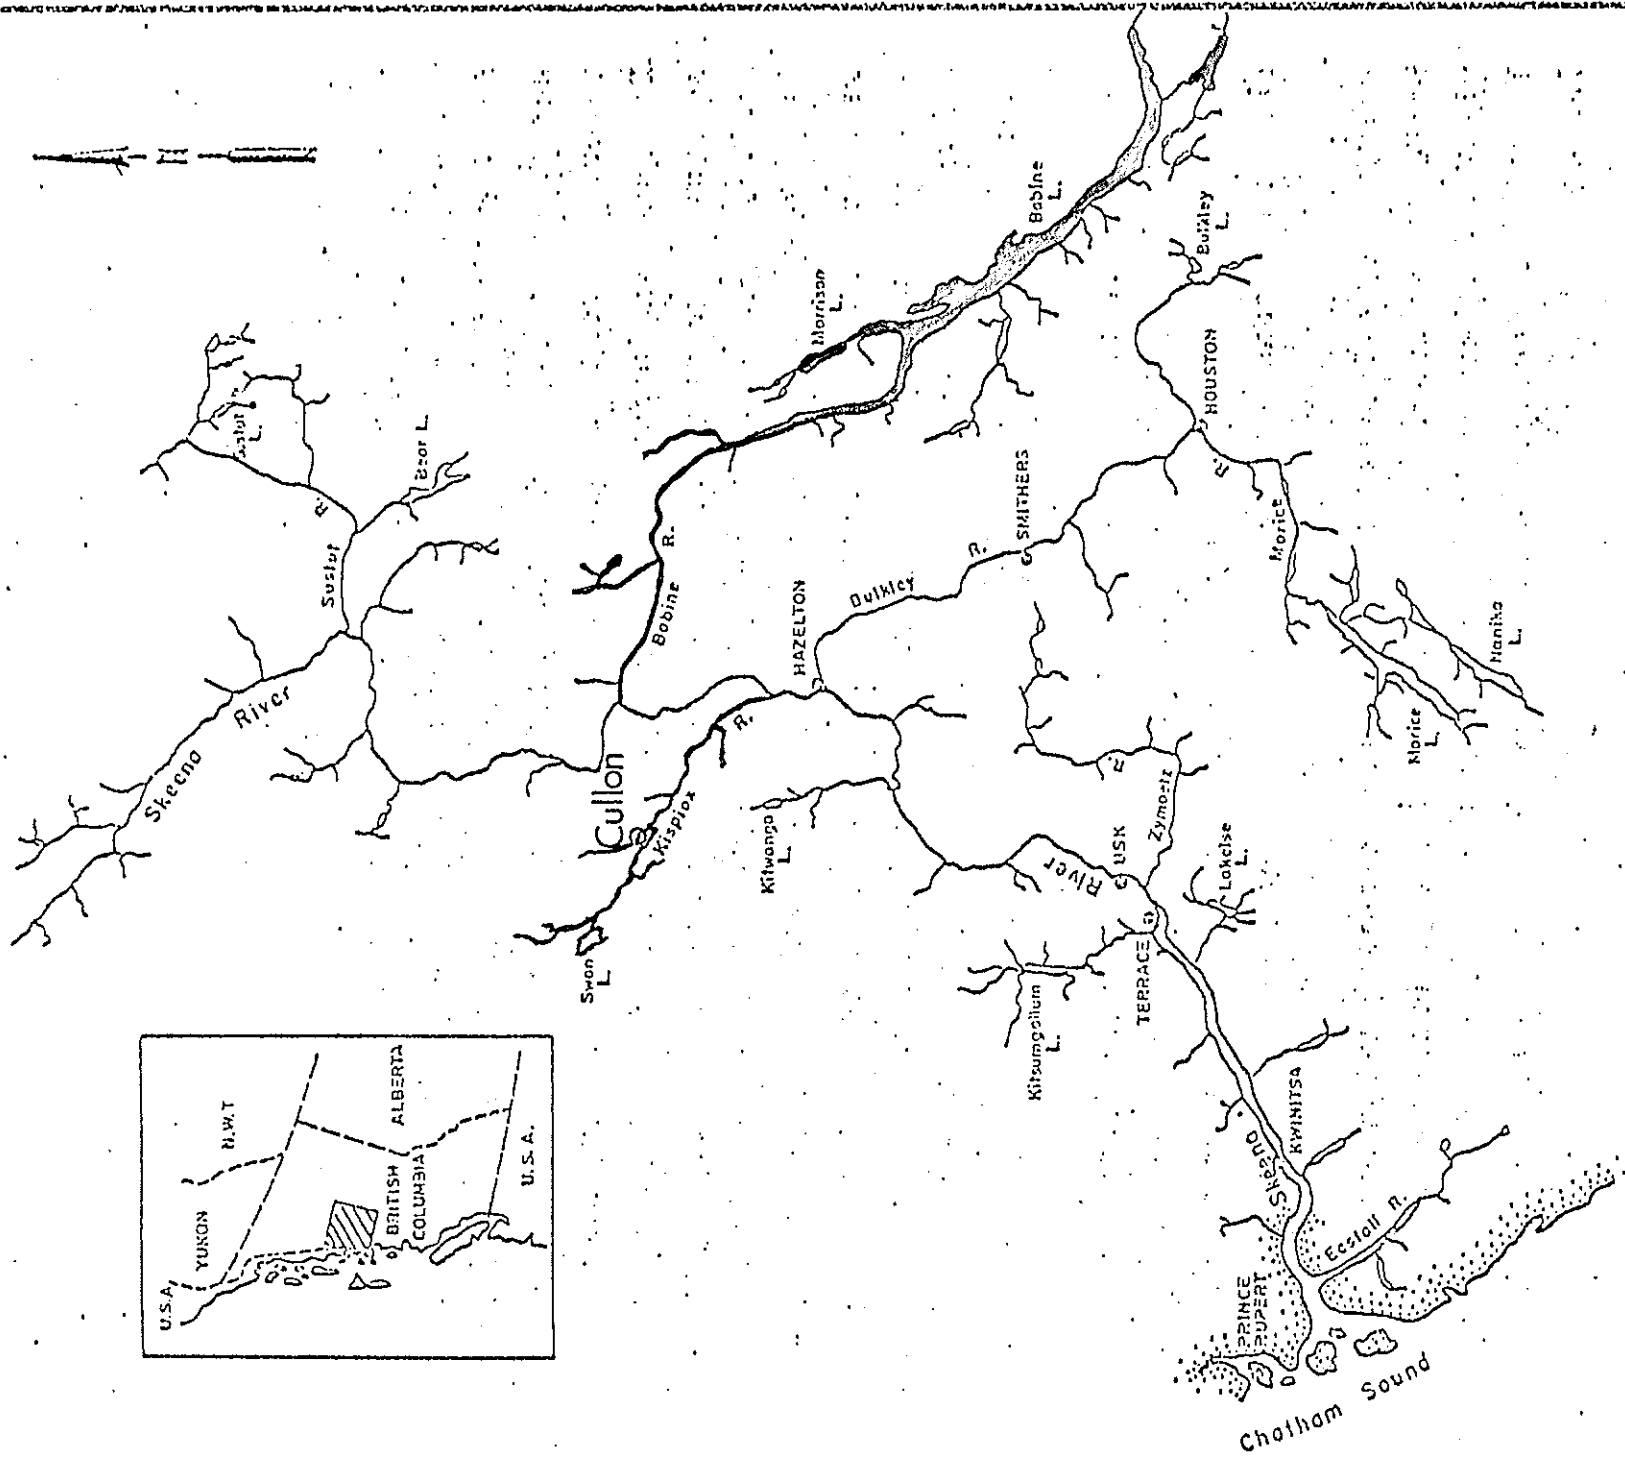 Skeena
River
Sustut
R.
Sustut
L.
Bear L.
Babine
R.
Morrison
L.
Babine
L.
Cullon
Kispiox
R.
Swan
L.
HAZELTON
Bulkley
R.
SMITHERS
HOUSTON
Bulkley
L.
Morice
R.
Morice
L.
Nanika
L.
Kitwanga
L.
River
USK
Zymoetz
R.
Lakelse
L.
TERRACE
Kitsumgallum
L.
KWINITSA
Skeena
Ecstall R.
PRINCE
RUPERT
Chatham Sound
U.S.A.
YUKON
N.W.T
BRITISH
COLUMBIA
ALBERTA
U.S.A.